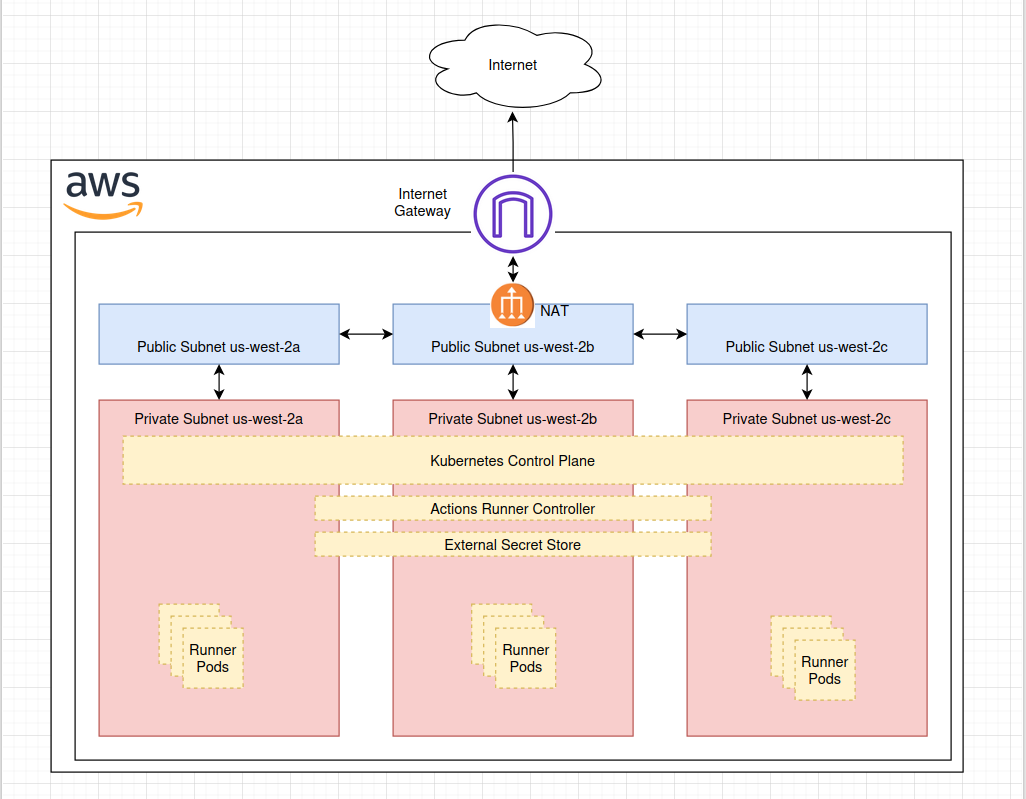 Internet
aws
Internet
Gateway
NAT
Public Subnet us-west-2a
Public Subnet us-west-2b
Public Subnet us-west-2c
Private Subnet us-west-2a
Private Subnet us-west-2b
Private Subnet us-west-2c
Kubernetes Control Plane
Actions Runner Controller
External Secret Store
Runner
Pods
Runner
Pods
Runner
Pods